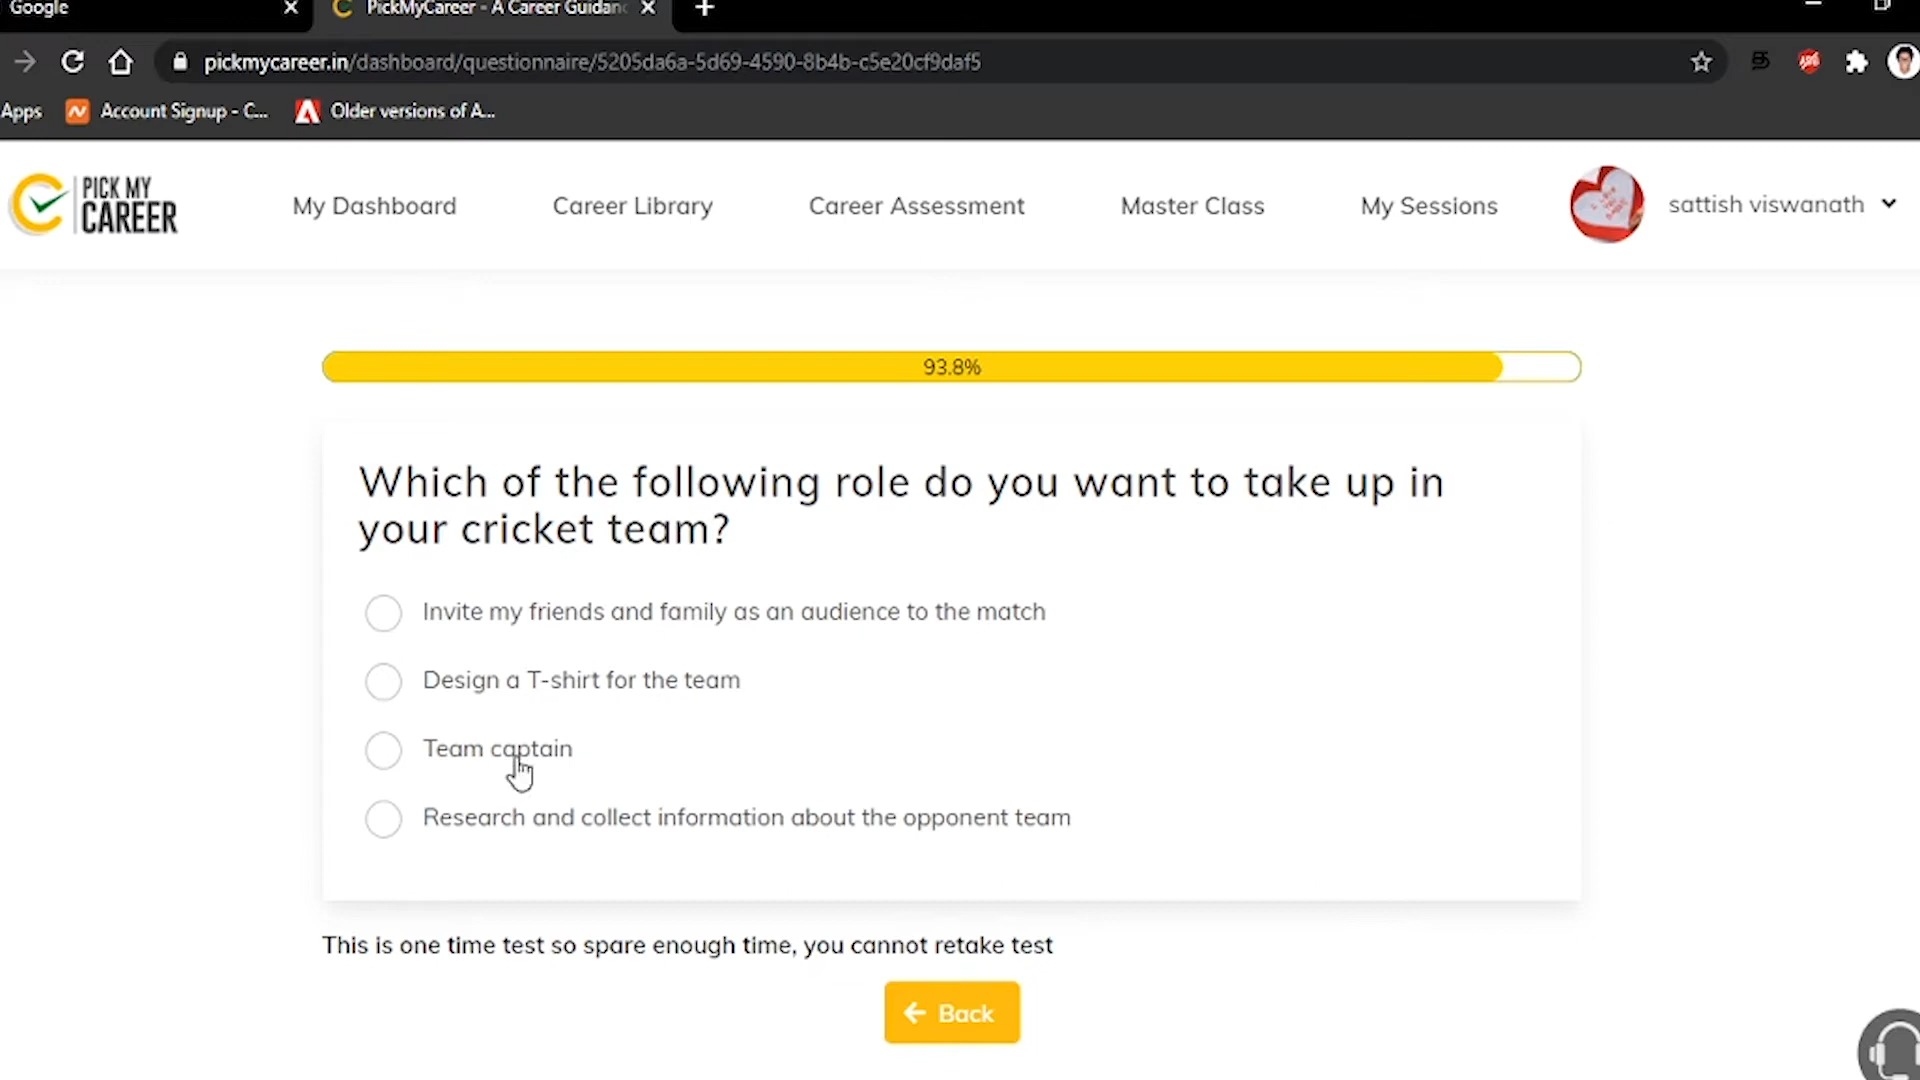 Google
PickMyCareer - A Career Guidan
pickmycareer.in/dashboard/questionnaire/5205da6a-5d69-4590-8b4b-c5e20cf9daf5
Apps Account Signup - C... Older versions of A...
PICK MY
CAREER
My Dashboard Career Library Career Assessment Master Class My Sessions sattish viswanath
93.8%
Which of the following role do you want to take up in
your cricket team?
Invite my friends and family as an audience to the match
Design a T-shirt for the team
Team captain
Research and collect information about the opponent team
This is one time test so spare enough time, you cannot retake test
Back